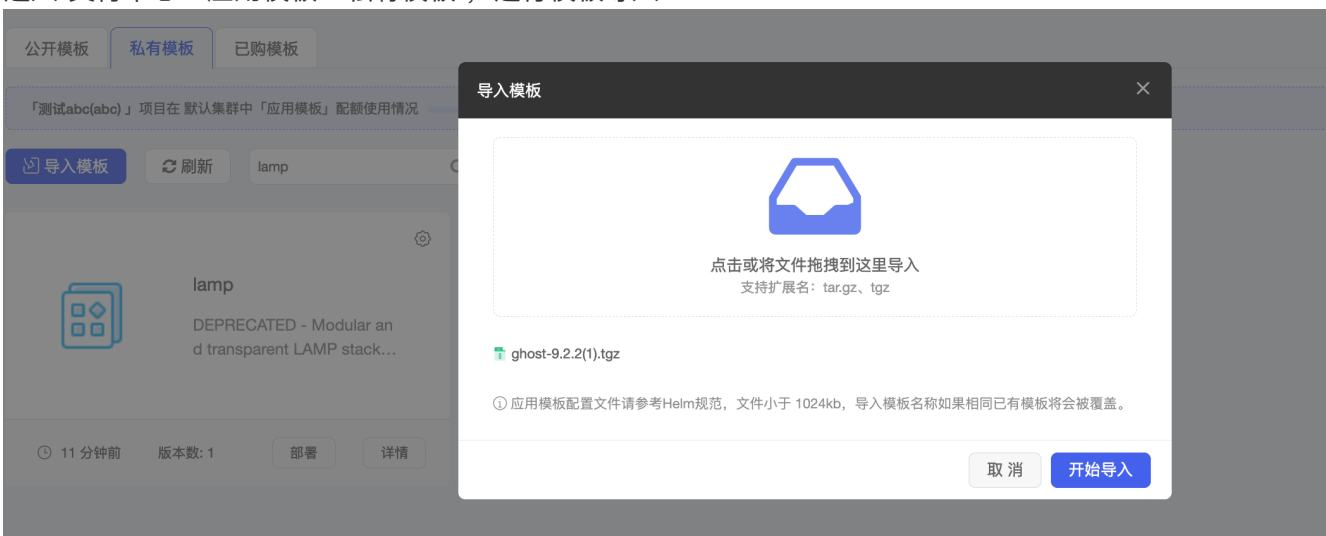 公开模板
私有模板
已购模板
「测试abc(abc) 」项目在 默认集群中「应用模板」配额使用情况
导入模板
刷新
lamp
lamp
DEPRECATED - Modular an
d transparent LAMP stack...
11 分钟前
版本数: 1
部署
详情
导入模板
点击或将文件拖拽到这里导入
支持扩展名：tar.gz、tgz
ghost-9.2.2(1).tgz
应用模板配置文件请参考Helm规范，文件小于 1024kb，导入模板名称如果相同已有模板将会被覆盖。
取 消
开始导入